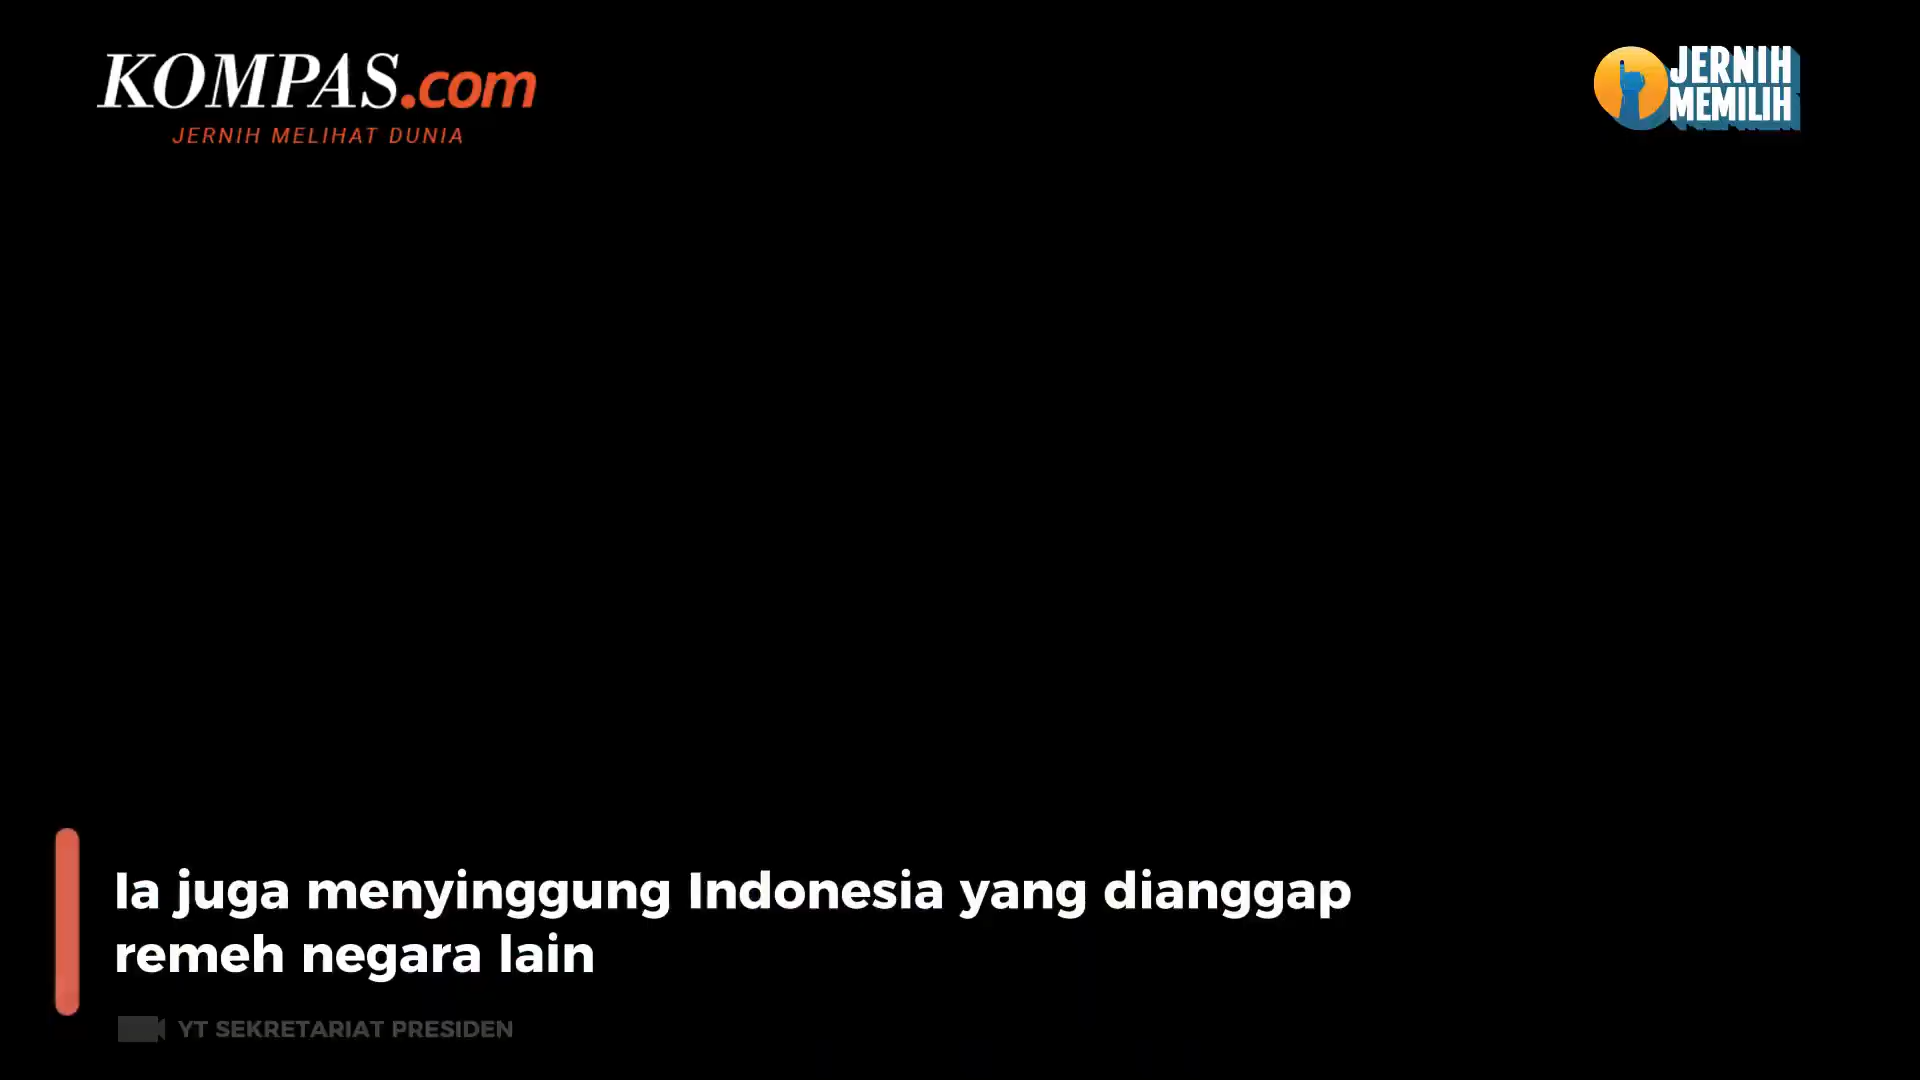 KOMPAS.com
JERNIH MELIHAT DUNIA
JERNIH
MEMILIH
Ia juga menyinggung Indonesia yang dianggap
remeh negara lain
YT SEKRETARIAT PRESIDEN